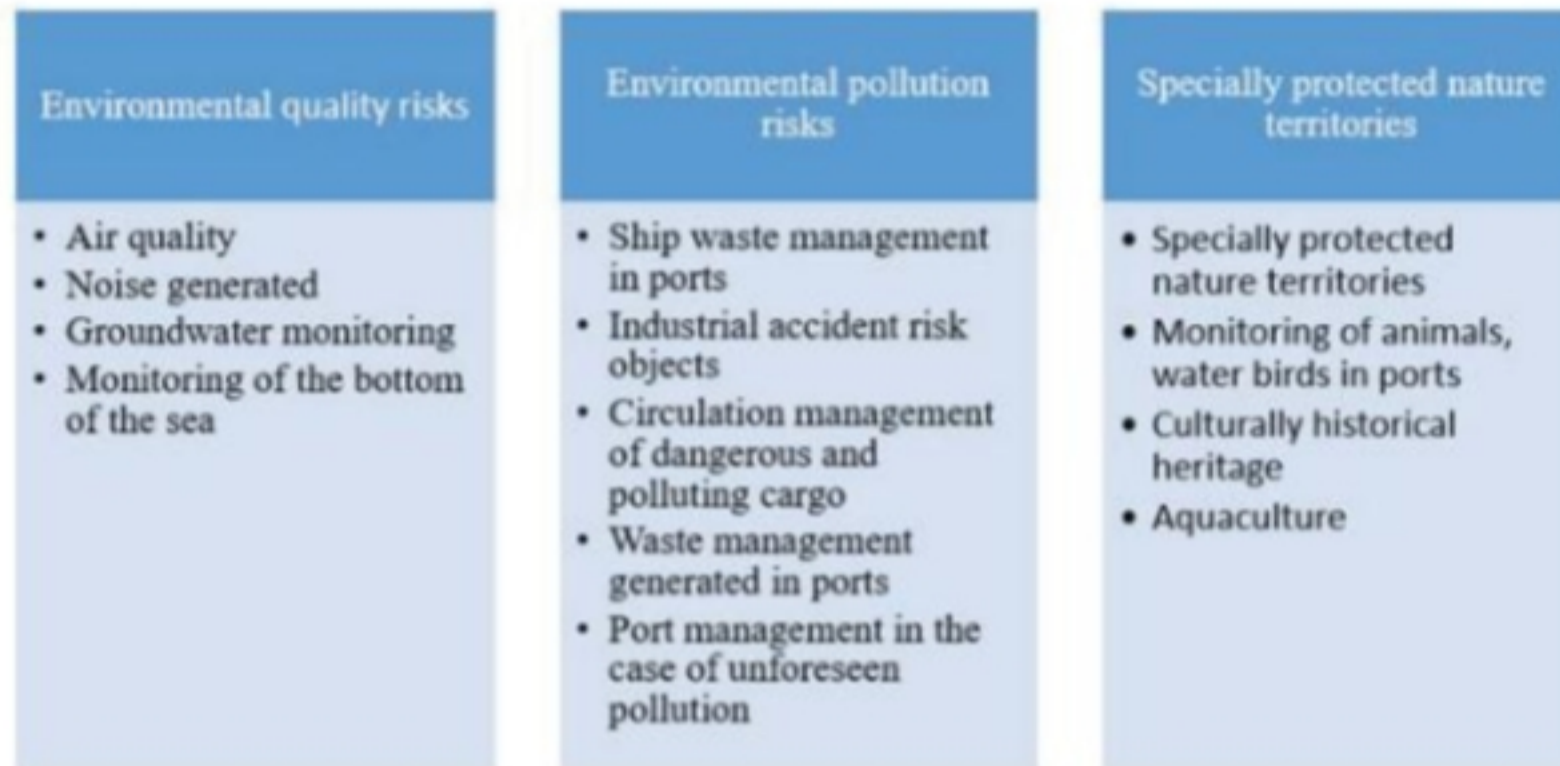 Environmental quality risks
• Air quality
• Noise generated
• Groundwater monitoring
• Monitoring of the bottom
of the sea
Environmental pollution
risks
• Ship waste management
in ports
• Industrial accident risk
objects
• Circulation management
of dangerous and
polluting cargo
• Waste management
generated in ports
• Port management in the
case of unforeseen
pollution
Specially protected nature
territories
• Specially protected
nature territories
• Monitoring of animals,
water birds in ports
• Culturally historical
heritage
• Aquaculture